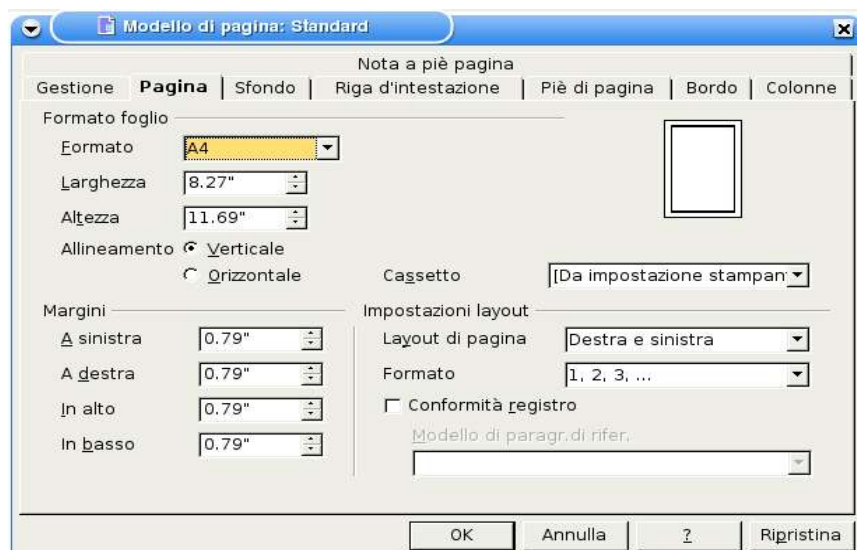 Modello di pagina: Standard
Nota a piè pagina
Gestione Pagina Sfondo Riga d'intestazione Piè di pagina Bordo Colonne
Formato foglio
Formato A4
Larghezza 8.27"
Altezza 11.69"
Allineamento Verticale
Orizzontale Cassetto [Da impostazione stampan
Margini Impostazioni layout
A sinistra 0.79" Layout di pagina Destra e sinistra
A destra 0.79" Formato 1, 2, 3, ...
In alto 0.79" Conformità registro
Modello di paragr.di rifer.
In basso 0.79"
OK Annulla ? Ripristina